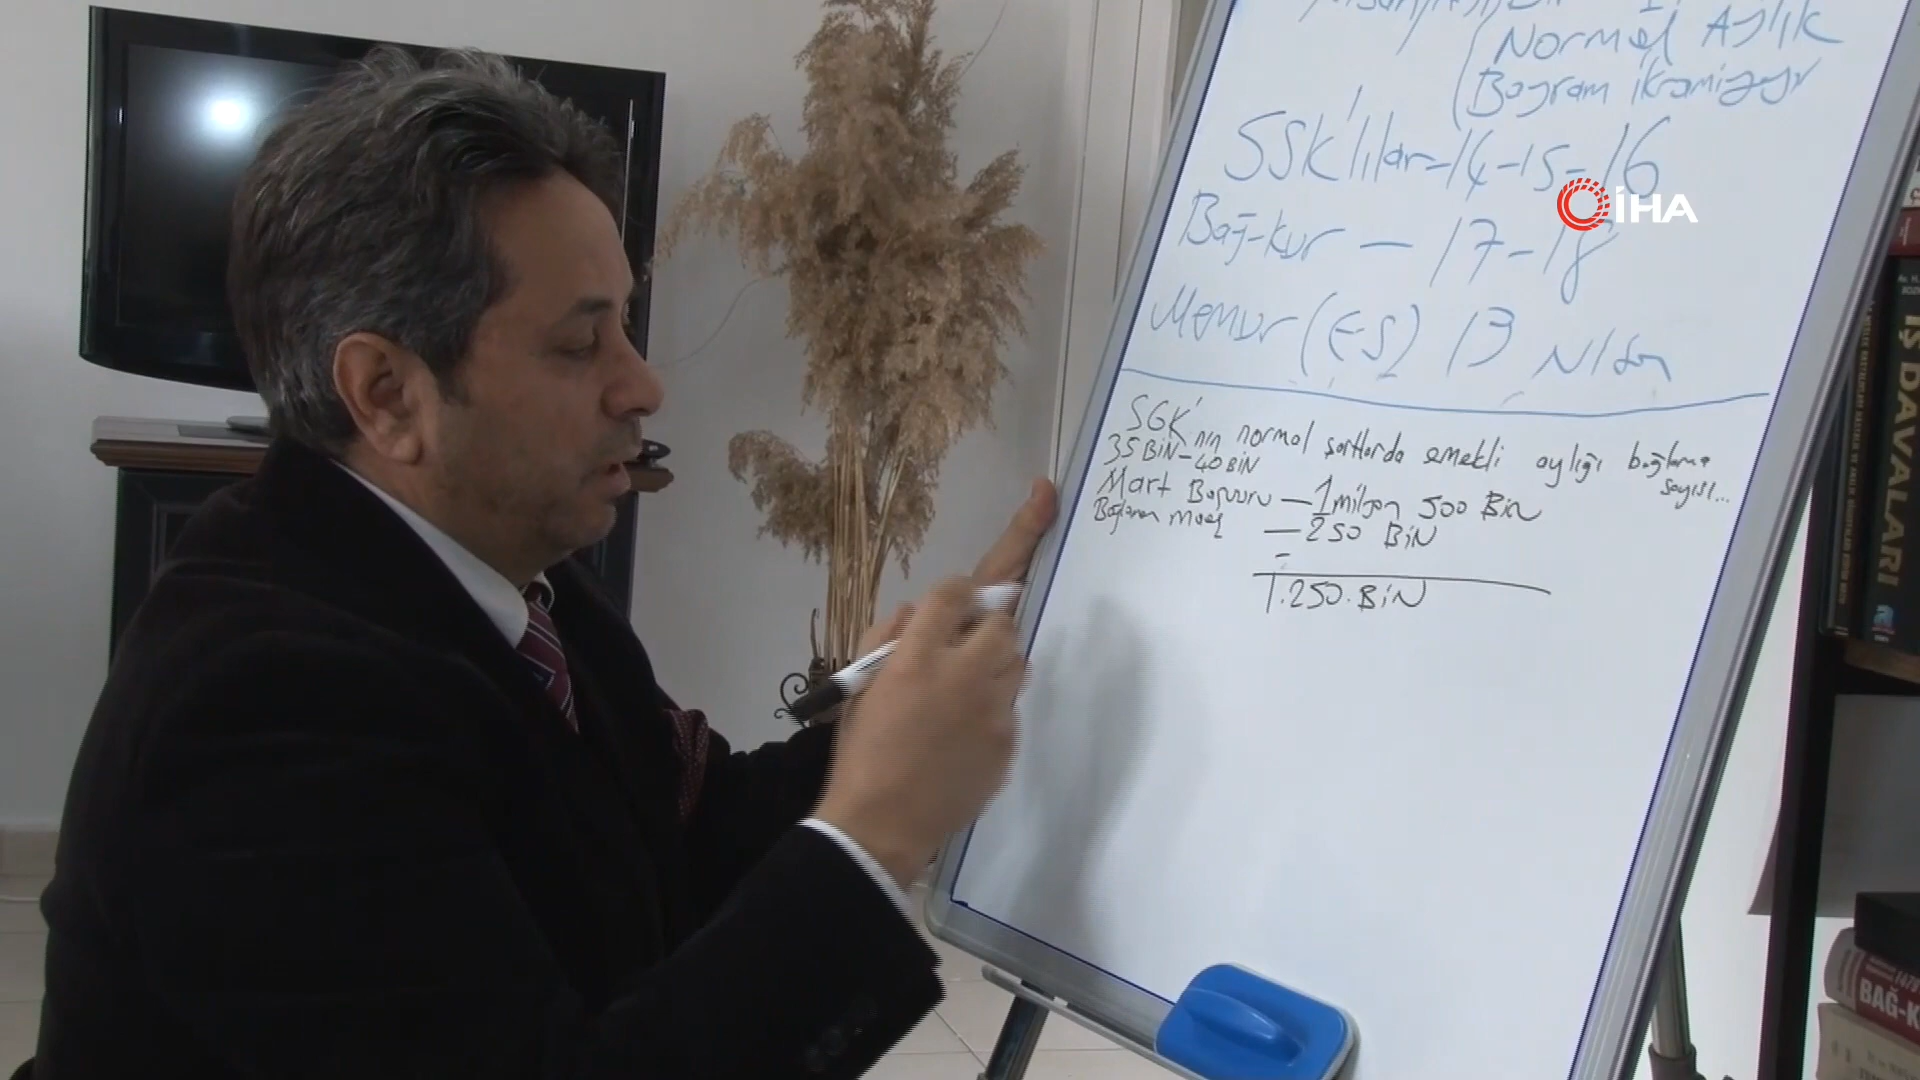 Normal Aylık
Bayram ikramiyeyi
SSK'lılar-14-15-16
İHA
Bağ-kur — 17-18
Memur (ES) 13 Nisan
SGK'nın normal şartlarda emekli aylığı bağlama
sayısı...
35 BİN - 40 BİN
Mart Başvuru — 1 milyon 500 BİN
Bağlanan maaş — 250 BİN
1.250.BİN
İŞ DAVALARI
BAĞ-K